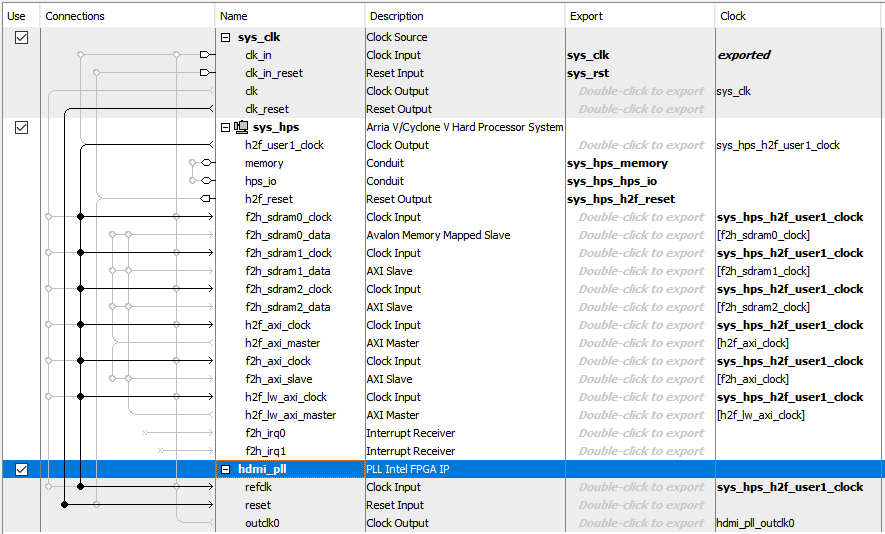 Use Connections Name Description Export Clock
sys_clk Clock Source
clk_in Clock Input sys_clk exported
clk_in_reset Reset Input sys_rst
clk Clock Output Double-click to export sys_clk
clk_reset Reset Output Double-click to export
sys_hps Arria V/Cyclone V Hard Processor System
h2f_user1_clock Clock Output Double-click to export sys_hps_h2f_user1_clock
memory Conduit sys_hps_memory
hps_io Conduit sys_hps_hps_io
h2f_reset Reset Output sys_hps_h2f_reset
f2h_sdram0_clock Clock Input Double-click to export sys_hps_h2f_user1_clock
f2h_sdram0_data Avalon Memory Mapped Slave Double-click to export [f2h_sdram0_clock]
f2h_sdram1_clock Clock Input Double-click to export sys_hps_h2f_user1_clock
f2h_sdram1_data AXI Slave Double-click to export [f2h_sdram1_clock]
f2h_sdram2_clock Clock Input Double-click to export sys_hps_h2f_user1_clock
f2h_sdram2_data AXI Slave Double-click to export [f2h_sdram2_clock]
h2f_axi_clock Clock Input Double-click to export sys_hps_h2f_user1_clock
h2f_axi_master AXI Master Double-click to export [h2f_axi_clock]
f2h_axi_clock Clock Input Double-click to export sys_hps_h2f_user1_clock
f2h_axi_slave AXI Slave Double-click to export [f2h_axi_clock]
h2f_lw_axi_clock Clock Input Double-click to export sys_hps_h2f_user1_clock
h2f_lw_axi_master AXI Master Double-click to export [h2f_lw_axi_clock]
f2h_irq0 Interrupt Receiver Double-click to export
f2h_irq1 Interrupt Receiver Double-click to export
hdmi_pll PLL Intel FPGA IP
refclk Clock Input Double-click to export sys_hps_h2f_user1_clock
reset Reset Input Double-click to export
outclk0 Clock Output Double-click to export hdmi_pll_outclk0